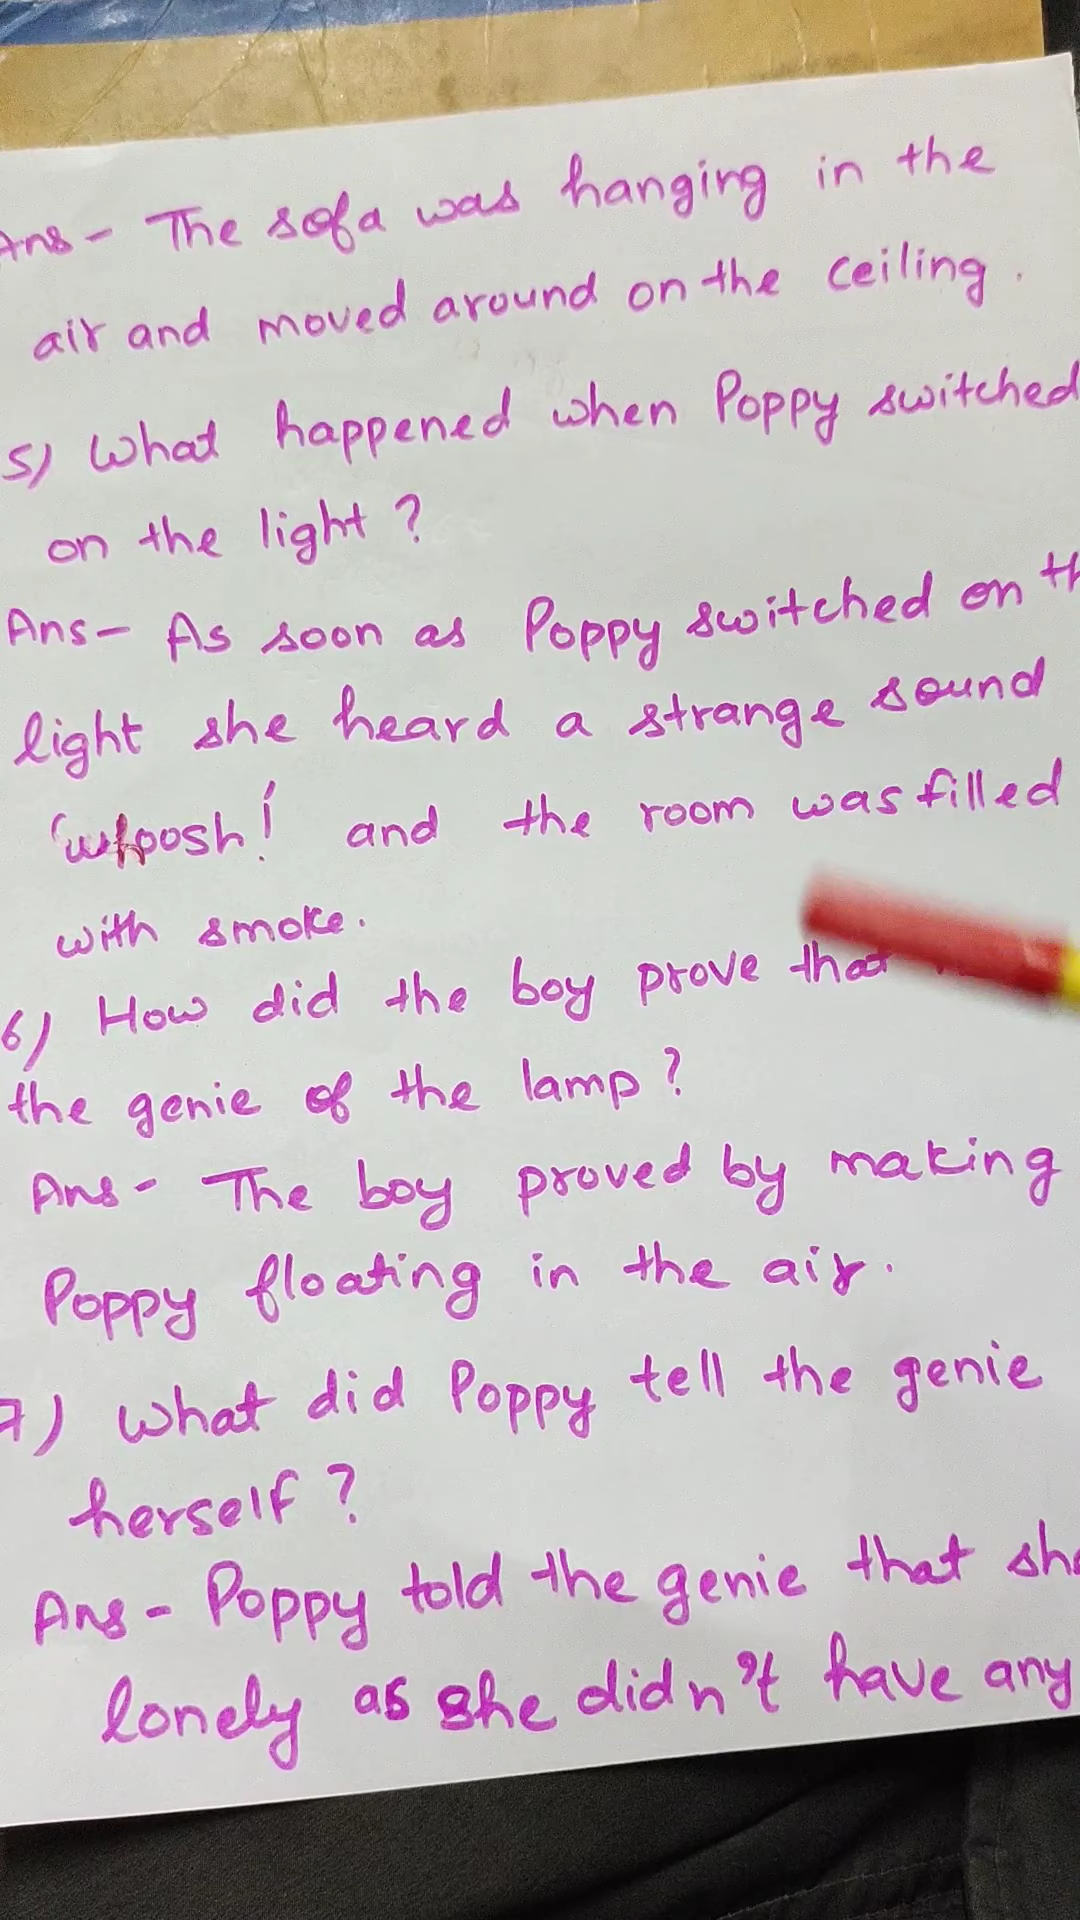 Ans- The sofa was hanging in the
air and moved around on the ceiling.
5) What happened when Poppy switched
on the light?
Ans- As soon as Poppy switched on
light she heard a strange sound
'whoosh! and the room was filled
with smoke.
6) How did the boy prove that
the genie of the lamp?
Ans- The boy proved by making
Poppy floating in the air.
7) What did Poppy tell the genie
herself?
Ans- Poppy told the genie that she
lonely as she didn't have any